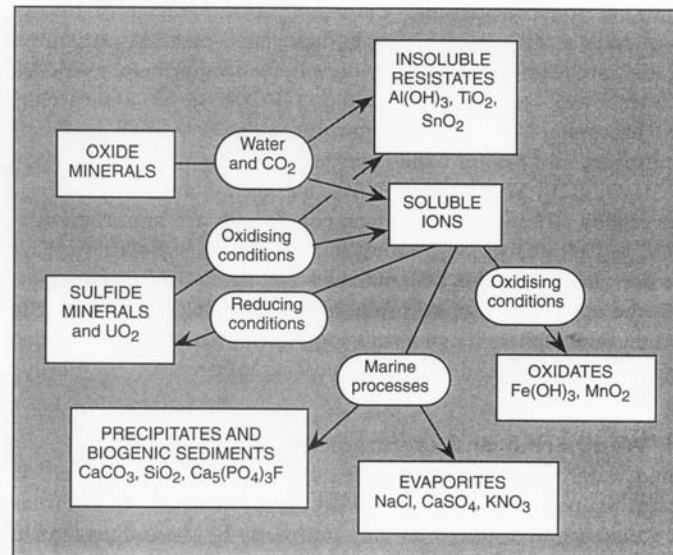 INSOLUBLE
RESISTATES
Al(OH)₃, TiO₂,
SnO₂
OXIDE
MINERALS
Water
and CO₂
SOLUBLE
IONS
Oxidising
conditions
SULFIDE
MINERALS
and UO₂
Reducing
conditions
Oxidising
conditions
Marine
processes
OXIDATES
Fe(OH)₃, MnO₂
PRECIPITATES AND
BIOGENIC SEDIMENTS
CaCO₃, SiO₂, Ca₅(PO₄)₃F
EVAPORITES
NaCl, CaSO₄, KNO₃